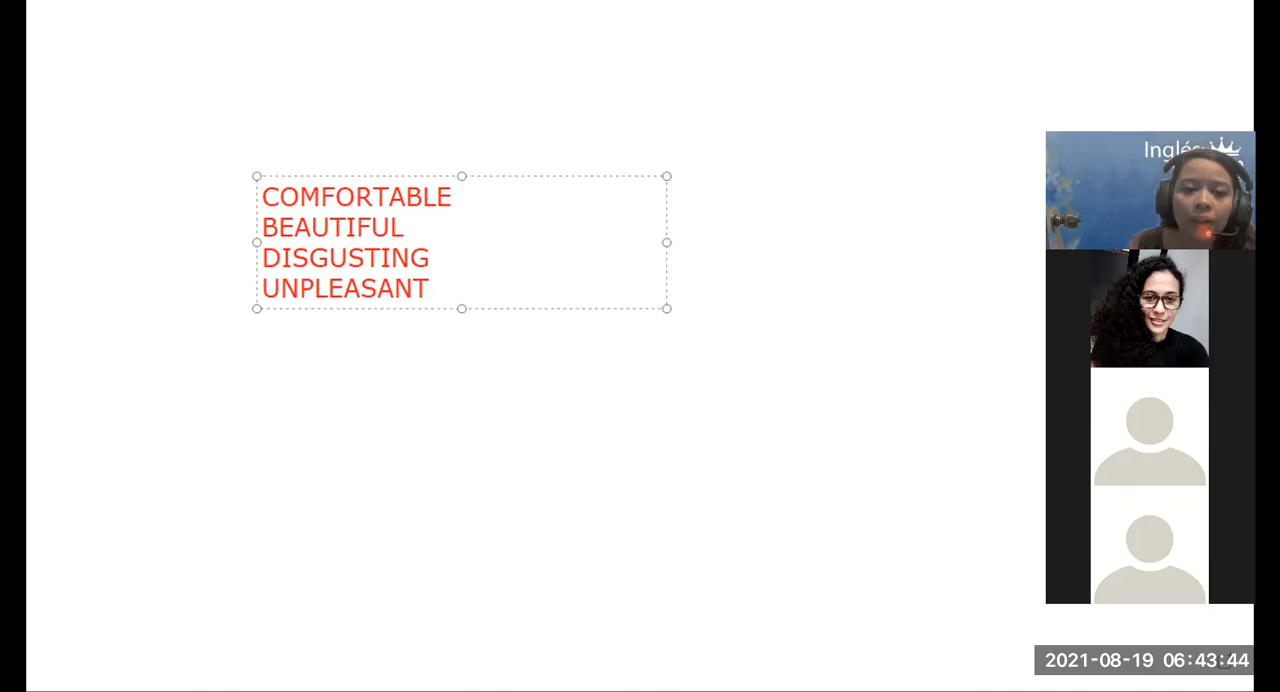 COMFORTABLE
BEAUTIFUL
DISGUSTING
UNPLEASANT
Inglés
2021-08-19 06:43:44